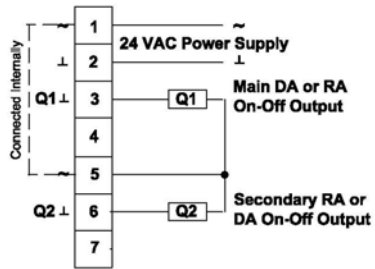 ~ 1 ~
24 VAC Power Supply
⊥ 2 ⊥
Q1 ⊥ 3 Q1
Main DA or RA
On-Off Output
4
~ 5
Q2 ⊥ 6 Q2
Secondary RA or
DA On-Off Output
7
Connected Internally